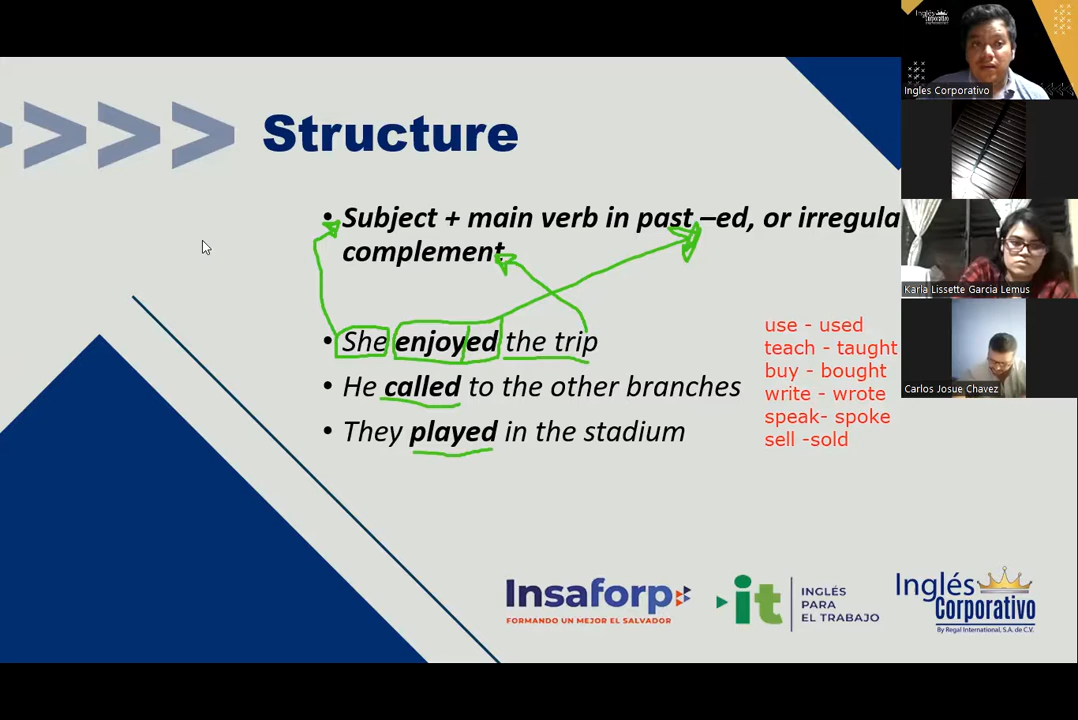 Structure
• Subject + main verb in past –ed, or irregula
complement
• She enjoyed the trip
• He called to the other branches
• They played in the stadium
use - used
teach - taught
buy - bought
write - wrote
speak- spoke
sell -sold
Insaforp
FORMANDO UN MEJOR EL SALVADOR
it
INGLÉS
PARA
EL TRABAJO
Inglés
Corporativo
By Regal International, S.A. de C.V.
Inglés
Corporativo
Ingles Corporativo
Karla Lissette Garcia Lemus
Carlos Josue Chavez